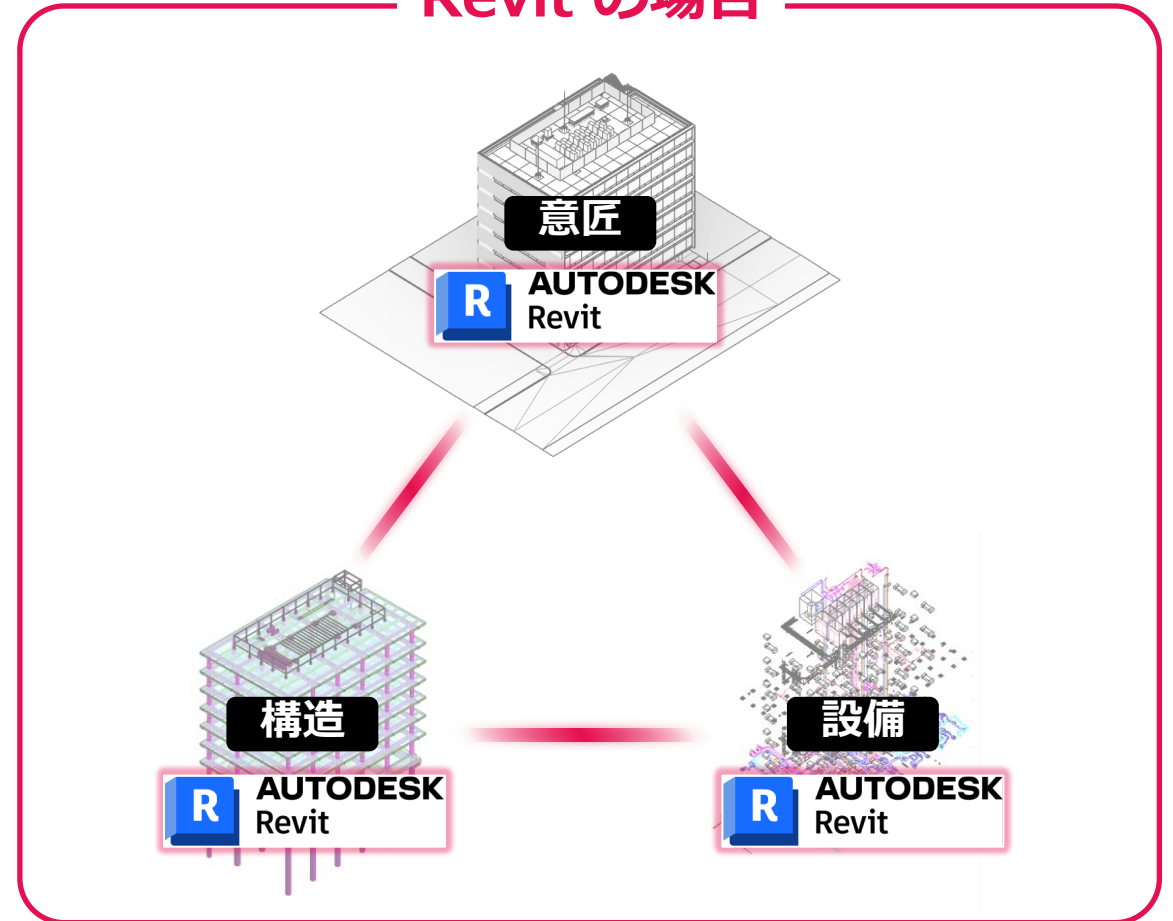 Revit の場合
意匠
R
AUTODESK
Revit
構造
R
AUTODESK
Revit
設備
R
AUTODESK
Revit